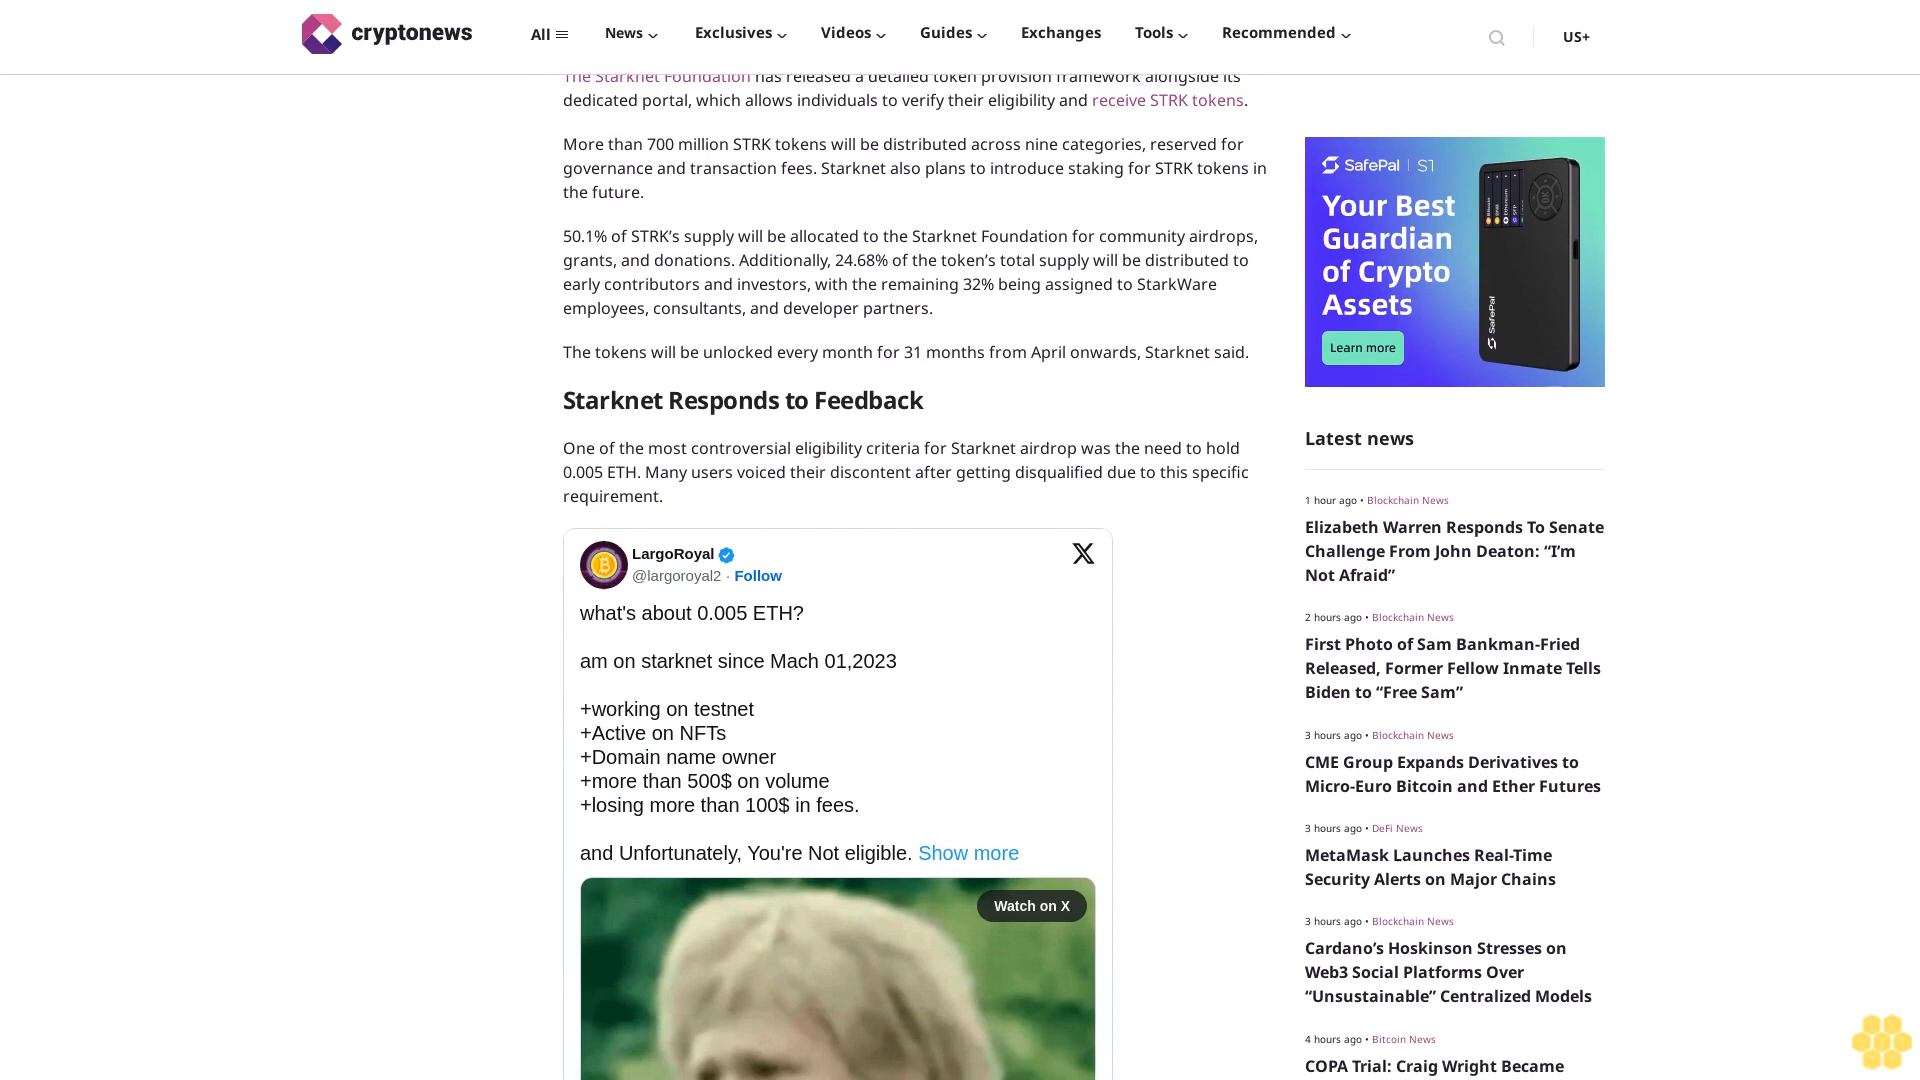 cryptonews
All
News
Exclusives
Videos
Guides
Exchanges
Tools
Recommended
US+
The Starknet Foundation has released a detailed token provision framework alongside its
dedicated portal, which allows individuals to verify their eligibility and receive STRK tokens.
More than 700 million STRK tokens will be distributed across nine categories, reserved for
governance and transaction fees. Starknet also plans to introduce staking for STRK tokens in
the future.
50.1% of STRK’s supply will be allocated to the Starknet Foundation for community airdrops,
grants, and donations. Additionally, 24.68% of the token’s total supply will be distributed to
early contributors and investors, with the remaining 32% being assigned to StarkWare
employees, consultants, and developer partners.
The tokens will be unlocked every month for 31 months from April onwards, Starknet said.
Starknet Responds to Feedback
One of the most controversial eligibility criteria for Starknet airdrop was the need to hold
0.005 ETH. Many users voiced their discontent after getting disqualified due to this specific
requirement.
LargoRoyal
@largoroyal2 · Follow
what's about 0.005 ETH?
am on starknet since Mach 01,2023
+working on testnet
+Active on NFTs
+Domain name owner
+more than 500$ on volume
+losing more than 100$ in fees.
and Unfortunately, You're Not eligible. Show more
Watch on X
SafePal | S1
Your Best
Guardian
of Crypto
Assets
Learn more
SafePal
Latest news
1 hour ago • Blockchain News
Elizabeth Warren Responds To Senate
Challenge From John Deaton: “I’m
Not Afraid”
2 hours ago • Blockchain News
First Photo of Sam Bankman-Fried
Released, Former Fellow Inmate Tells
Biden to “Free Sam”
3 hours ago • Blockchain News
CME Group Expands Derivatives to
Micro-Euro Bitcoin and Ether Futures
3 hours ago • DeFi News
MetaMask Launches Real-Time
Security Alerts on Major Chains
3 hours ago • Blockchain News
Cardano’s Hoskinson Stresses on
Web3 Social Platforms Over
“Unsustainable” Centralized Models
4 hours ago • Bitcoin News
COPA Trial: Craig Wright Became